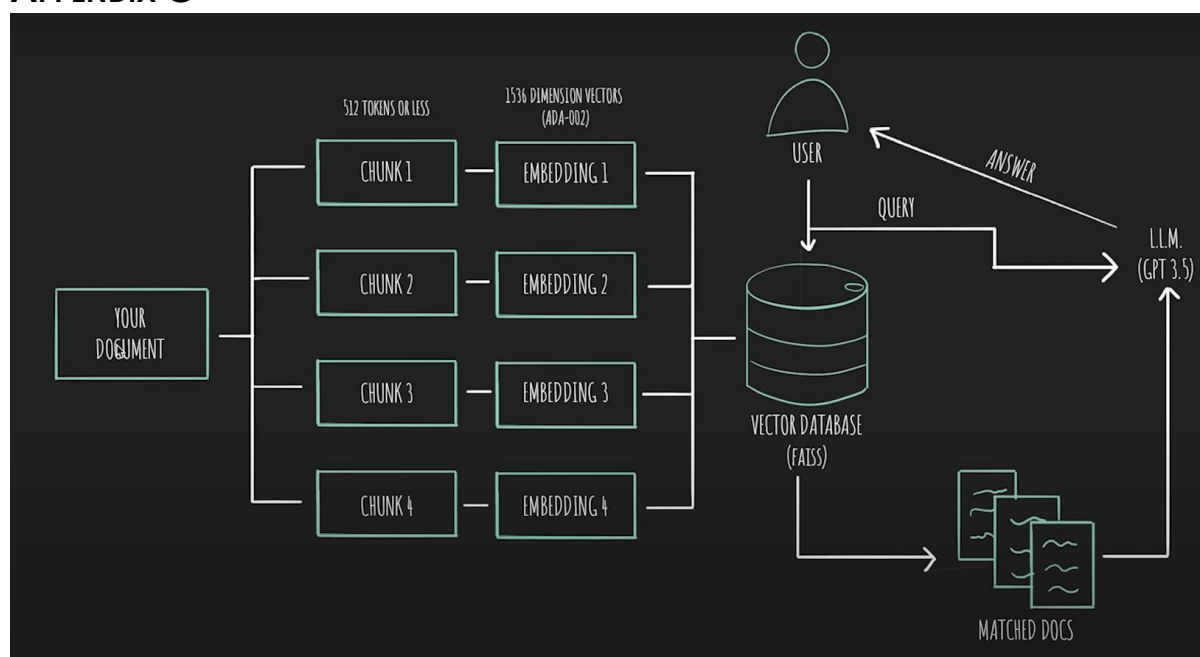 512 TOKENS OR LESS
1536 DIMENSION VECTORS
(ADA-002)
CHUNK 1
EMBEDDING 1
CHUNK 2
EMBEDDING 2
CHUNK 3
EMBEDDING 3
CHUNK 4
EMBEDDING 4
YOUR
DOCUMENT
USER
ANSWER
QUERY
L.L.M.
(GPT 3.5)
VECTOR DATABASE
(FAISS)
MATCHED DOCS